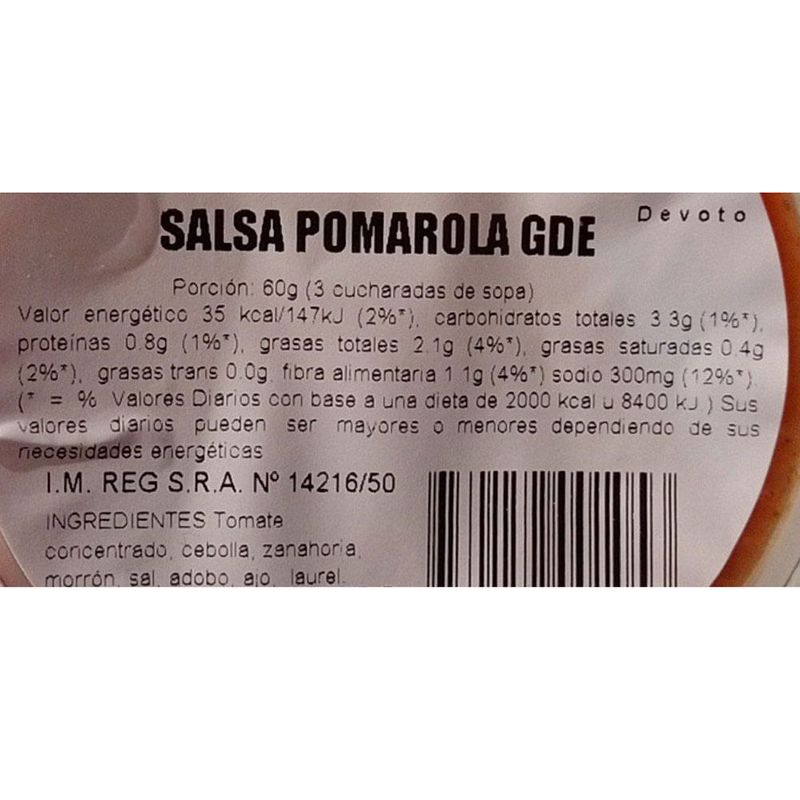 SALSA POMAROLA GDE
Devoto
Porción: 60g (3 cucharadas de sopa)
Valor energético 35 kcal/147kJ (2%*), carbohidratos totales 3.3g (1%*),
proteínas 0.8g (1%*), grasas totales 2.1g (4%*), grasas saturadas 0.4g
(2%*), grasas trans 0.0g, fibra alimentaria 1.1g (4%*) sodio 300mg (12%*).
(* = % Valores Diarios con base a una dieta de 2000 kcal u 8400 kJ.) Sus
valores diarios pueden ser mayores o menores dependiendo de sus
necesidades energéticas
I.M. REG S.R.A. Nº 14216/50
INGREDIENTES Tomate
concentrado, cebolla, zanahoria,
morrón, sal, adobo, ajo, laurel.